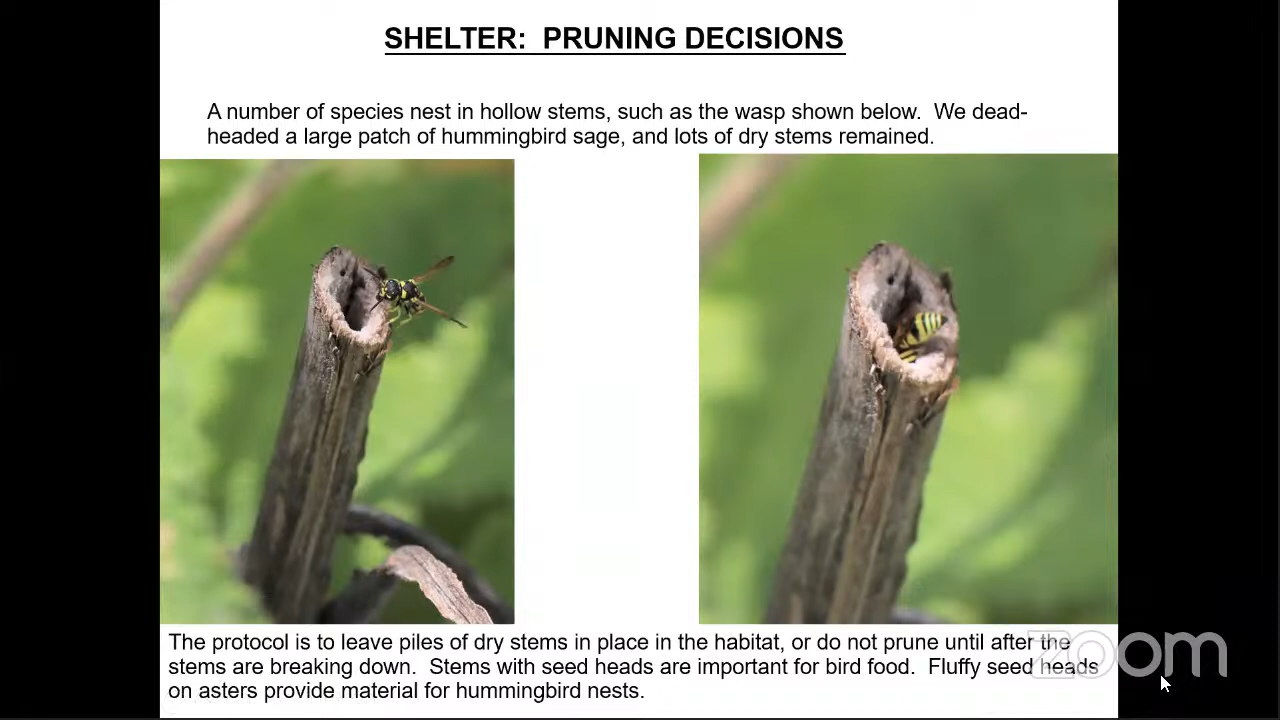 SHELTER: PRUNING DECISIONS
A number of species nest in hollow stems, such as the wasp shown below. We dead-
headed a large patch of hummingbird sage, and lots of dry stems remained.
The protocol is to leave piles of dry stems in place in the habitat, or do not prune until after the
stems are breaking down. Stems with seed heads are important for bird food. Fluffy seed heads
on asters provide material for hummingbird nests.
zoom